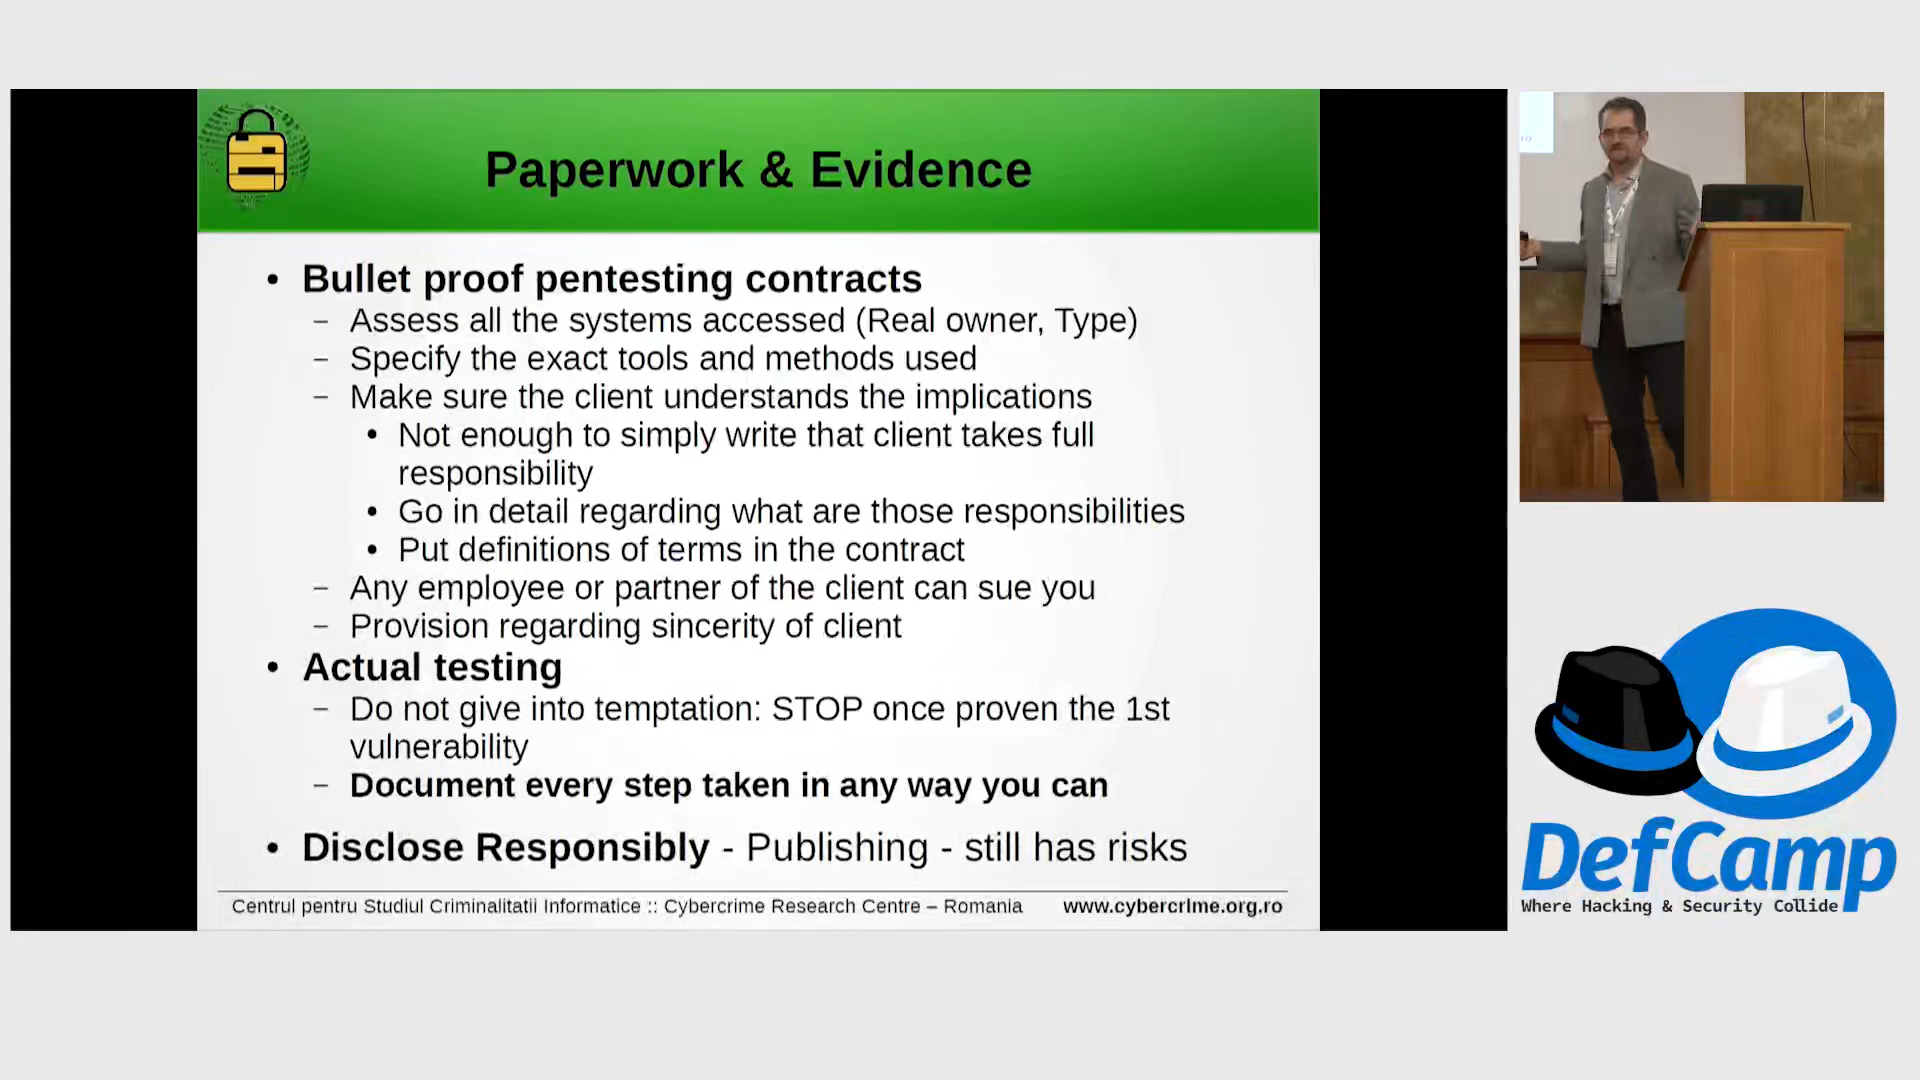 Paperwork & Evidence
• Bullet proof pentesting contracts
– Assess all the systems accessed (Real owner, Type)
– Specify the exact tools and methods used
– Make sure the client understands the implications
• Not enough to simply write that client takes full
responsibility
• Go in detail regarding what are those responsibilities
• Put definitions of terms in the contract
– Any employee or partner of the client can sue you
– Provision regarding sincerity of client
• Actual testing
– Do not give into temptation: STOP once proven the 1st
vulnerability
– Document every step taken in any way you can
• Disclose Responsibly - Publishing - still has risks
Centrul pentru Studiul Criminalitatii Informatice :: Cybercrime Research Centre – Romania www.cybercrime.org.ro
DefCamp
Where Hacking & Security Collide